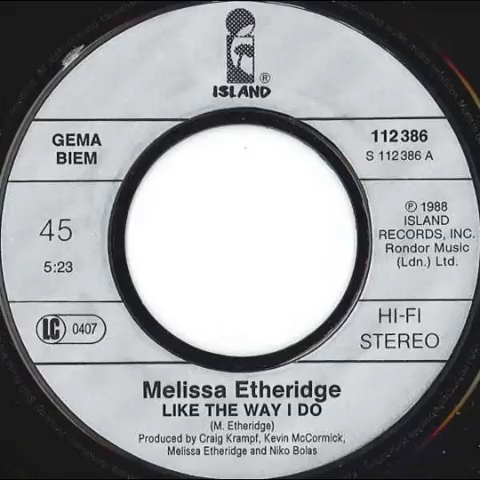 ISLAND
®
GEMA
BIEM
112 386
S 112 386 A
45
5:23
℗ 1988
ISLAND
RECORDS, INC.
Rondor Music
(Ldn.) Ltd.
LC 0407
HI-FI
STEREO
Melissa Etheridge
LIKE THE WAY I DO
(M. Etheridge)
Produced by Craig Krampf, Kevin McCormick,
Melissa Etheridge and Niko Bolas